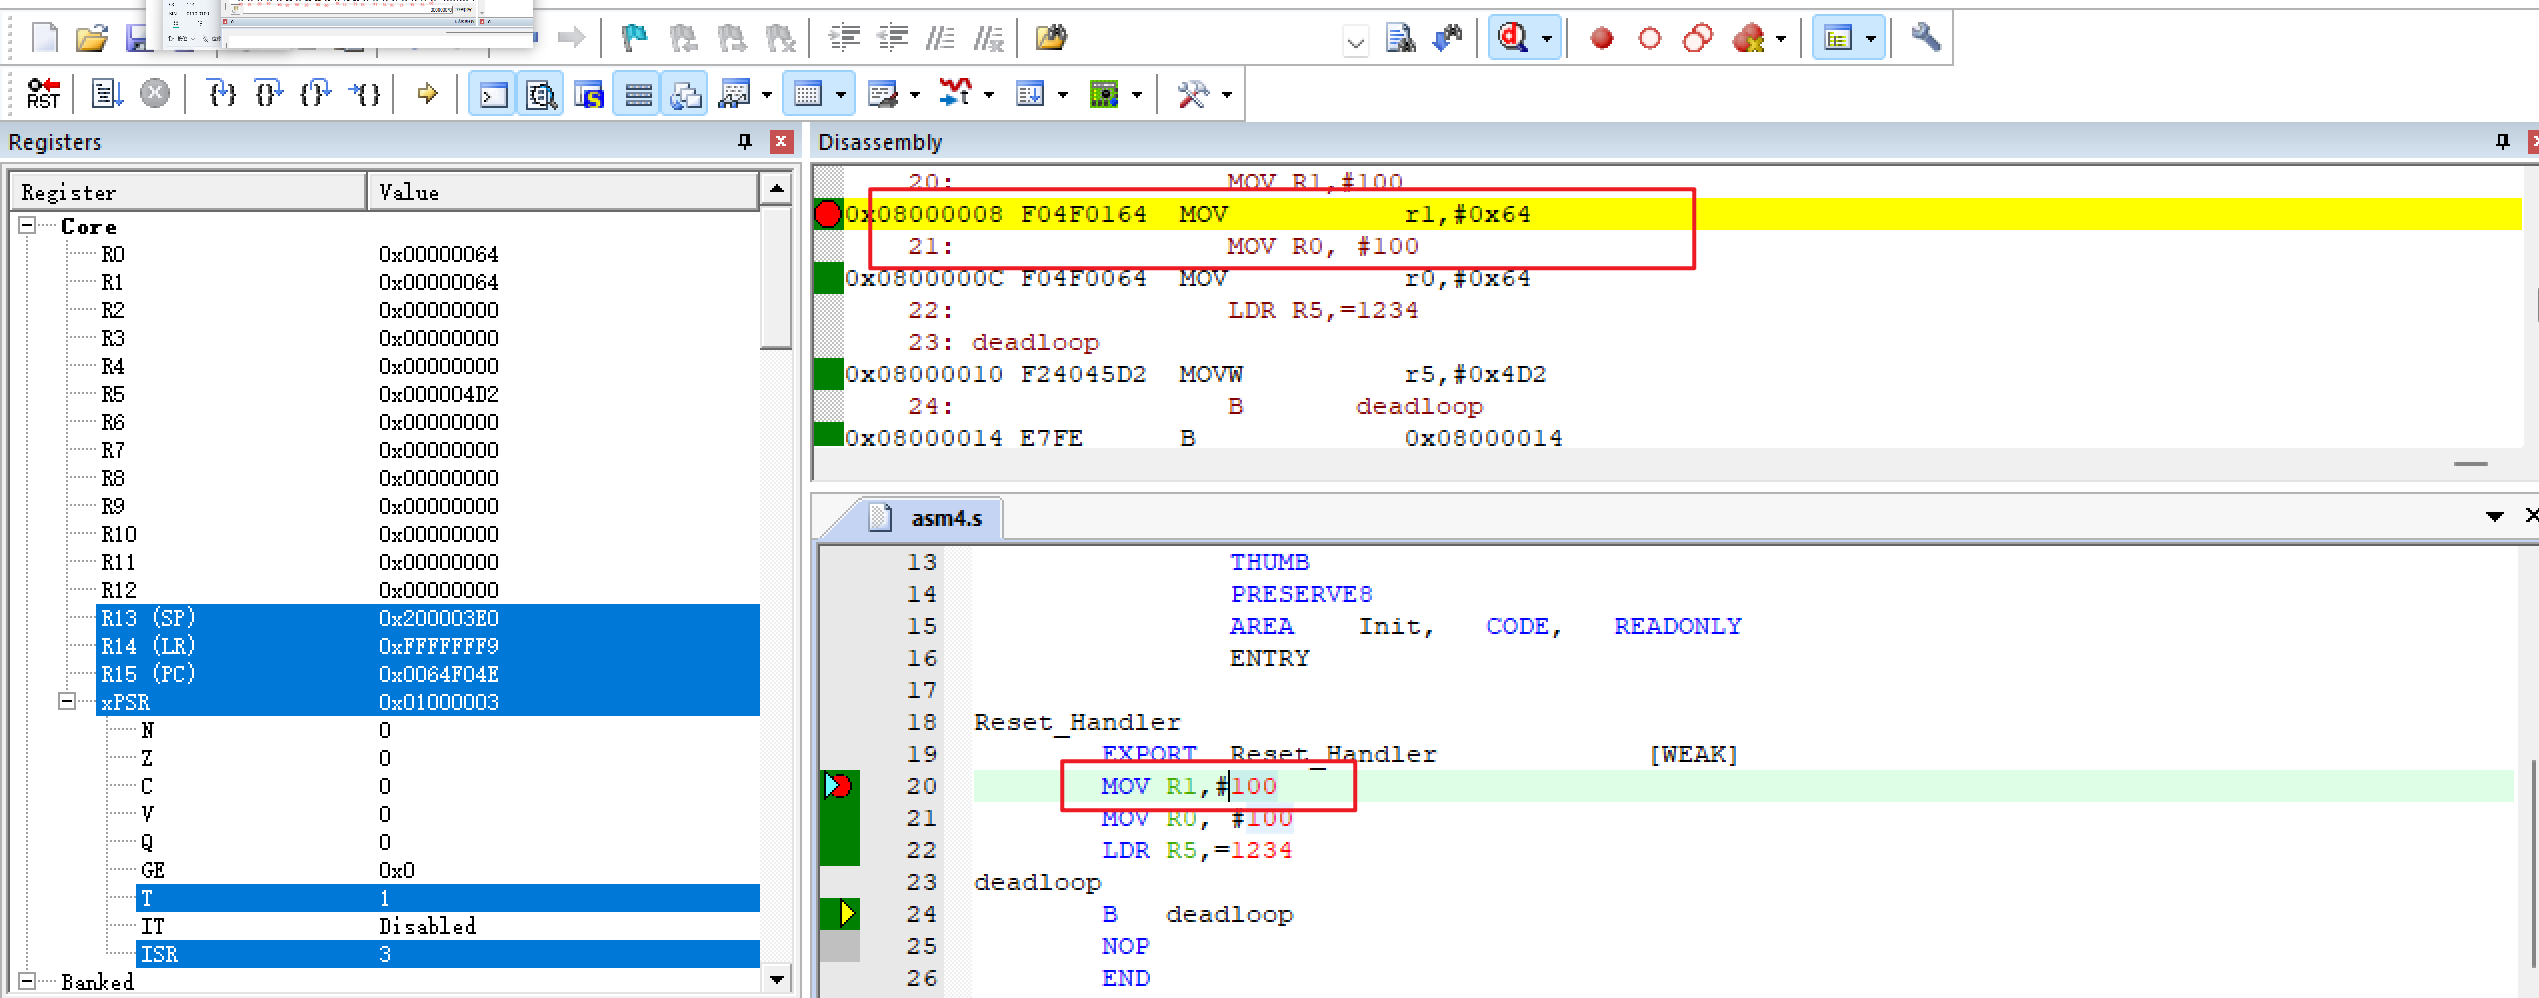 RST
Registers
Register Value
Core
R0 0x00000064
R1 0x00000064
R2 0x00000000
R3 0x00000000
R4 0x00000000
R5 0x000004D2
R6 0x00000000
R7 0x00000000
R8 0x00000000
R9 0x00000000
R10 0x00000000
R11 0x00000000
R12 0x00000000
R13 (SP) 0x200003E0
R14 (LR) 0xFFFFFFF9
R15 (PC) 0x0064F04E
xPSR 0x01000003
N 0
Z 0
C 0
V 0
Q 0
GE 0x0
T 1
IT Disabled
ISR 3
Banked
Disassembly
20: MOV R1,#100
0x08000008 F04F0164 MOV r1,#0x64
21: MOV R0, #100
0x0800000C F04F0064 MOV r0,#0x64
22: LDR R5,=1234
23: deadloop
0x08000010 F24045D2 MOVW r5,#0x4D2
24: B deadloop
0x08000014 E7FE B 0x08000014
asm4.s
13 THUMB
14 PRESERVE8
15 AREA Init, CODE, READONLY
16 ENTRY
17
18 Reset_Handler
19 EXPORT Reset_Handler [WEAK]
20 MOV R1,#100
21 MOV R0, #100
22 LDR R5,=1234
23 deadloop
24 B deadloop
25 NOP
26 END